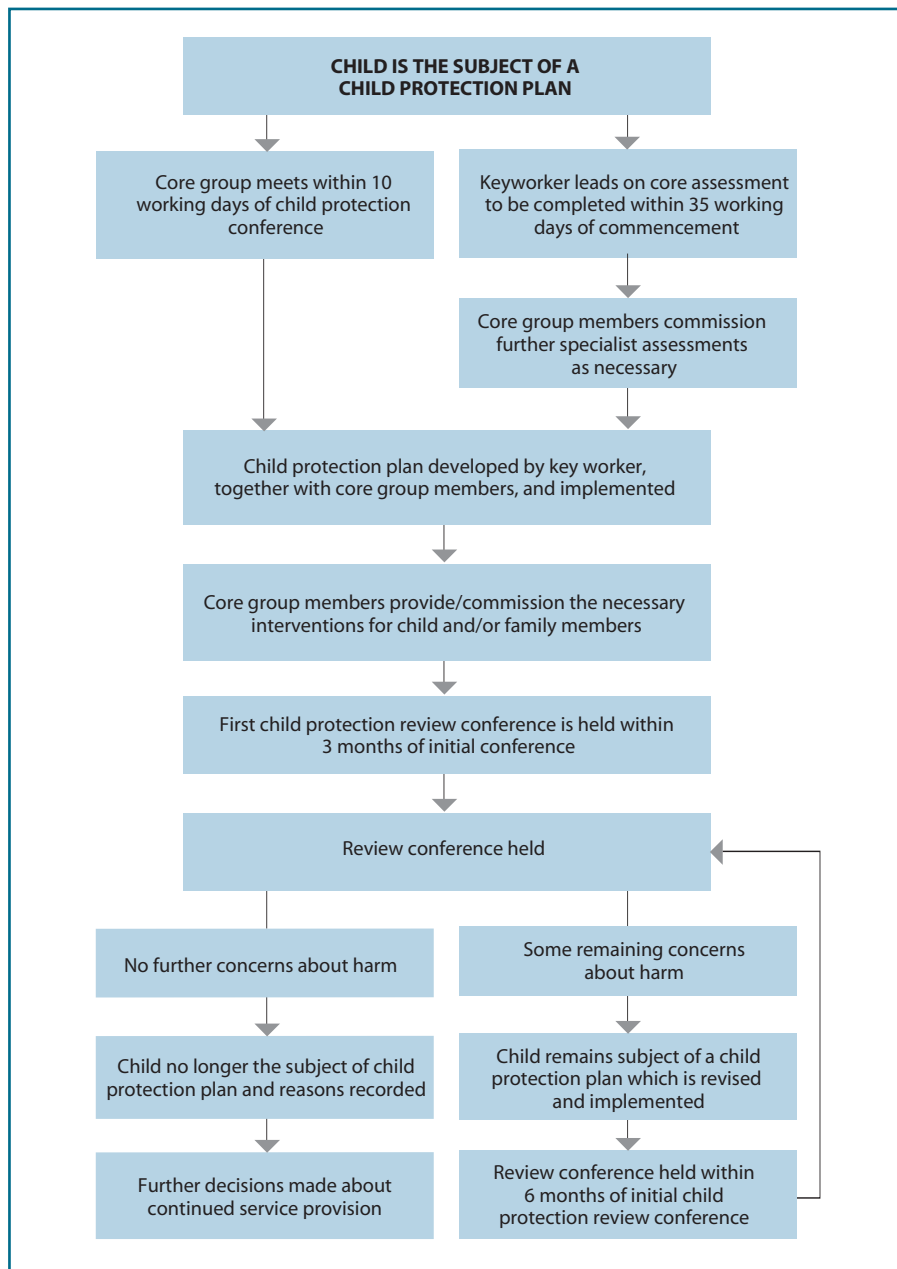 CHILD IS THE SUBJECT OF A
CHILD PROTECTION PLAN
Core group meets within 10
working days of child protection
conference
Keyworker leads on core assessment
to be completed within 35 working
days of commencement
Core group members commission
further specialist assessments
as necessary
Child protection plan developed by key worker,
together with core group members, and implemented
Core group members provide/commission the necessary
interventions for child and/or family members
First child protection review conference is held within
3 months of initial conference
Review conference held
No further concerns about harm
Some remaining concerns
about harm
Child no longer the subject of child
protection plan and reasons recorded
Child remains subject of a child
protection plan which is revised
and implemented
Further decisions made about
continued service provision
Review conference held within
6 months of initial child
protection review conference